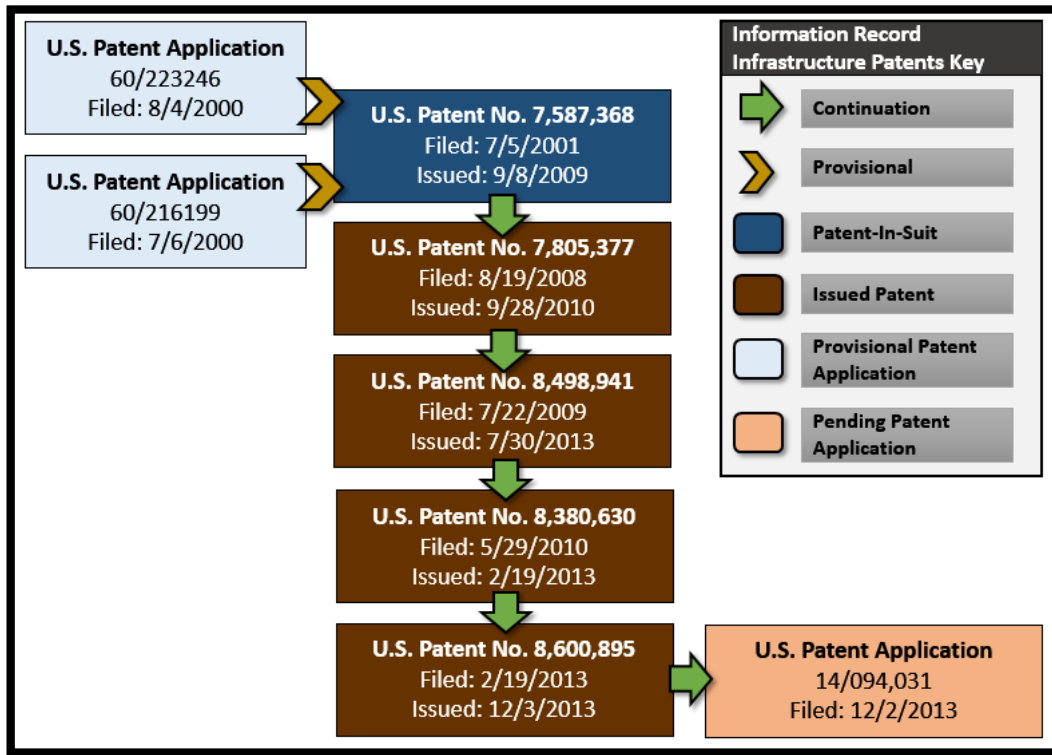 U.S. Patent Application
60/223246
Filed: 8/4/2000
U.S. Patent Application
60/216199
Filed: 7/6/2000
U.S. Patent No. 7,587,368
Filed: 7/5/2001
Issued: 9/8/2009
U.S. Patent No. 7,805,377
Filed: 8/19/2008
Issued: 9/28/2010
U.S. Patent No. 8,498,941
Filed: 7/22/2009
Issued: 7/30/2013
U.S. Patent No. 8,380,630
Filed: 5/29/2010
Issued: 2/19/2013
U.S. Patent No. 8,600,895
Filed: 2/19/2013
Issued: 12/3/2013
U.S. Patent Application
14/094,031
Filed: 12/2/2013
Information Record
Infrastructure Patents Key
Continuation
Provisional
Patent-In-Suit
Issued Patent
Provisional Patent
Application
Pending Patent
Application